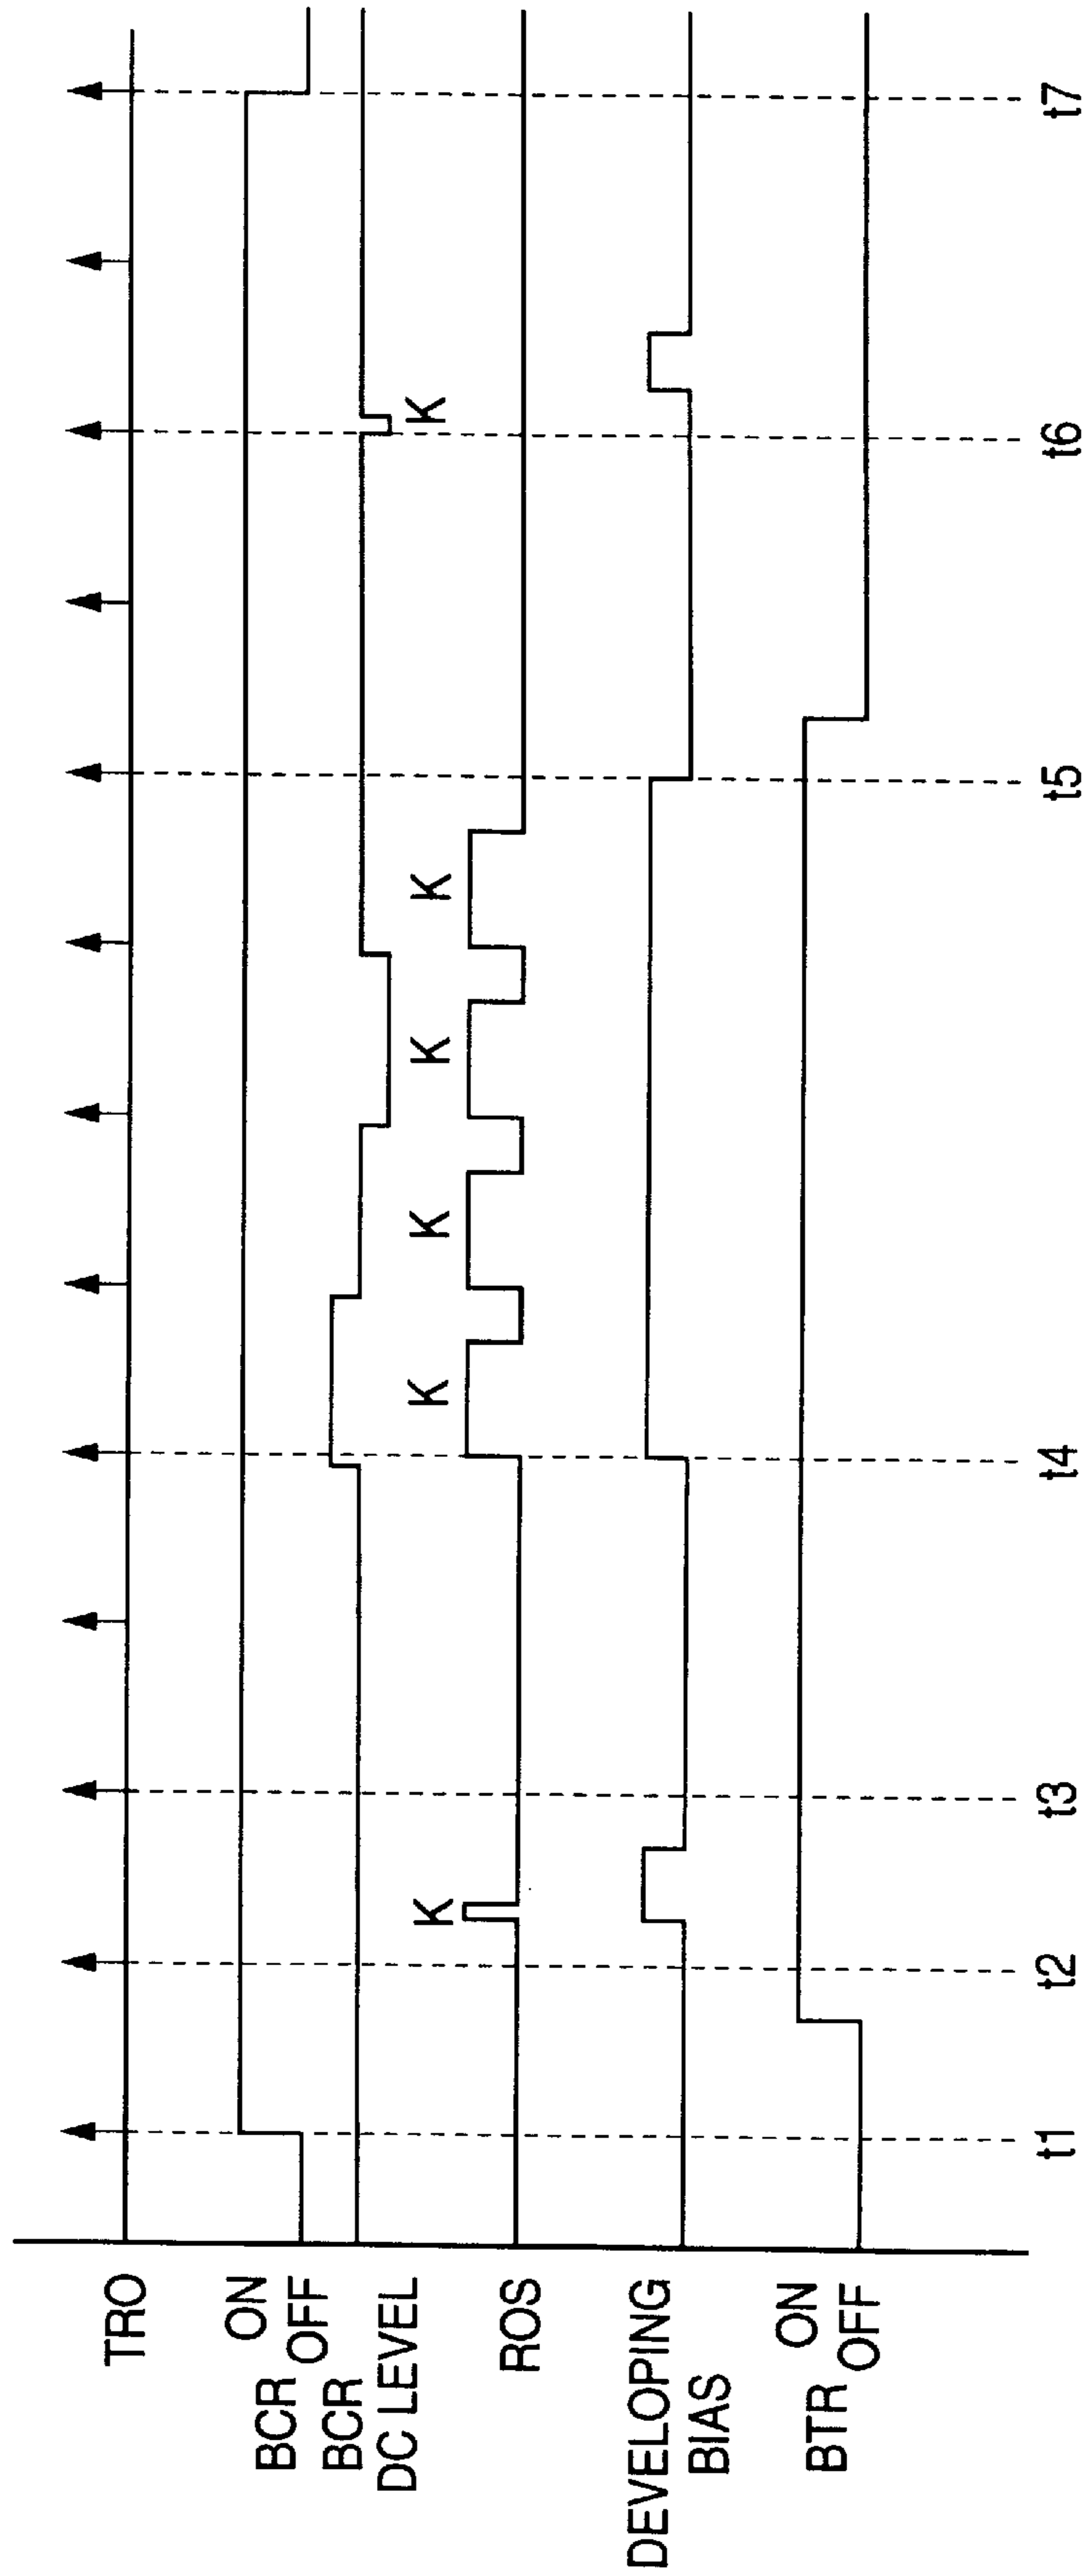 TRO
ON
BCR
OFF
BCR
DC LEVEL
K
K
K
K
K
K
ROS
DEVELOPING
BIAS
ON
BTR
OFF
t1
t2
t3
t4
t5
t6
t7